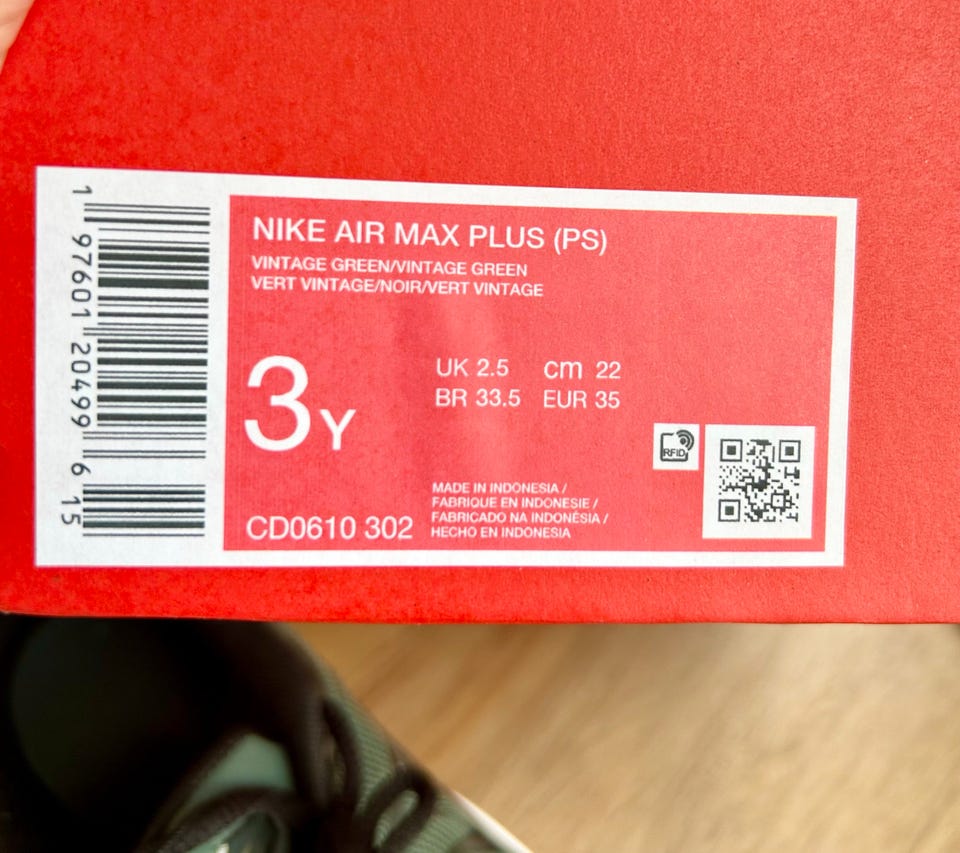 1 97601 20499 6 15
NIKE AIR MAX PLUS (PS)
VINTAGE GREEN/VINTAGE GREEN
VERT VINTAGE/NOIR/VERT VINTAGE
3Y
UK 2.5 cm 22
BR 33.5 EUR 35
RFID
CD0610 302
MADE IN INDONESIA /
FABRIQUE EN INDONESIE /
FABRICADO NA INDONÉSIA /
HECHO EN INDONESIA